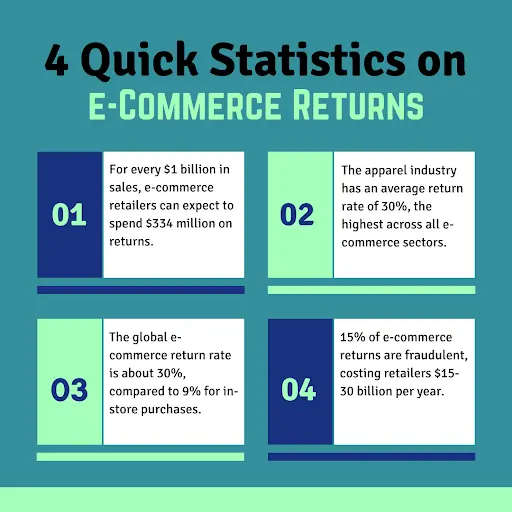 4 Quick Statistics on
e-Commerce Returns
01
For every $1 billion in
sales, e-commerce
retailers can expect to
spend $334 million on
returns.
02
The apparel industry
has an average return
rate of 30%, the
highest across all e-
commerce sectors.
03
The global e-
commerce return rate
is about 30%,
compared to 9% for in-
store purchases.
04
15% of e-commerce
returns are fraudulent,
costing retailers $15-
30 billion per year.